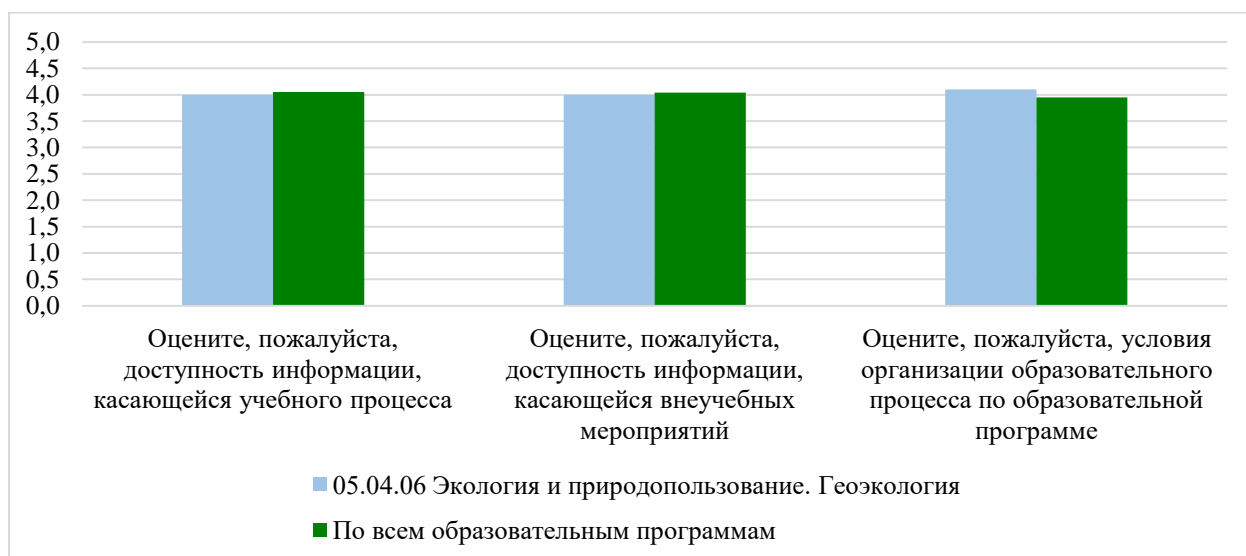 5,0
4,5
4,0
3,5
3,0
2,5
2,0
1,5
1,0
0,5
0,0
Оцените, пожалуйста,
доступность информации,
касающейся учебного процесса
Оцените, пожалуйста,
доступность информации,
касающейся внеучебных
мероприятий
Оцените, пожалуйста, условия
организации образовательного
процесса по образовательной
программе
05.04.06 Экология и природопользование. Геоэкология
По всем образовательным программам